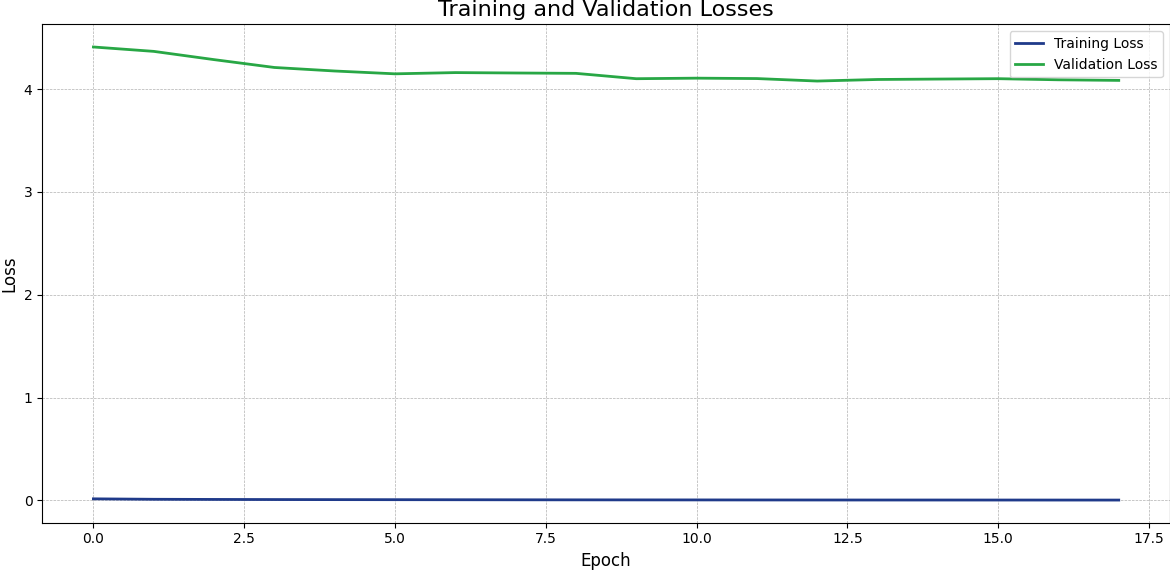 Training and Validation Losses
Training Loss
Validation Loss
4
3
2
1
0
Loss
0.0 2.5 5.0 7.5 10.0 12.5 15.0 17.5
Epoch